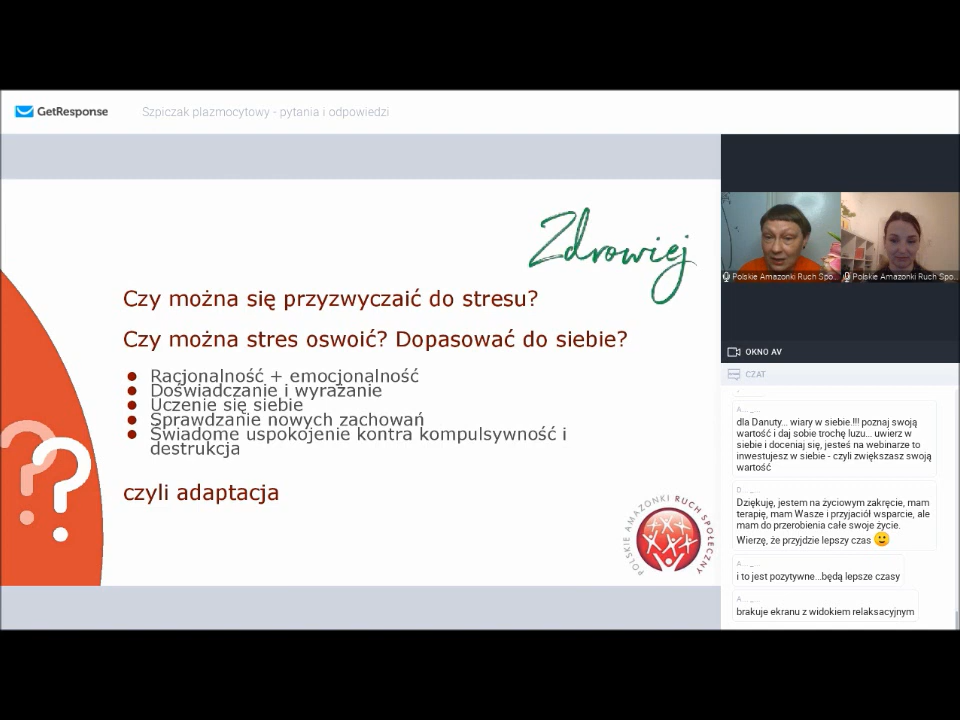 GetResponse
Szpiczak plazmocytowy - pytania i odpowiedzi
Zdrowiej
Czy można się przyzwyczaić do stresu?
Czy można stres oswoić? Dopasować do siebie?
● Racjonalność + emocjonalność
● Doświadczanie i wyrażanie
● Uczenie się siebie
● Sprawdzanie nowych zachowań
● Świadome uspokojenie kontra kompulsywność i
destrukcja
czyli adaptacja
POLSKIE AMAZONKI RUCH SPOŁECZNY
Polskie Amazonki Ruch Spo...
Polskie Amazonki Ruch Spo...
OKNO AV
CZAT
dla Danuty... wiary w siebie.!!! poznaj swoją
wartość i daj sobie trochę luzu... uwierz w
siebie i doceniaj się, jesteś na webinarze to
inwestujesz w siebie - czyli zwiększasz swoją
wartość
Dziękuję, jestem na życiowym zakręcie, mam
terapię, mam Wasze i przyjaciół wsparcie, ale
mam do przerobienia całe swoje życie.
Wierzę, że przyjdzie lepszy czas 🙂
i to jest pozytywne...będą lepsze czasy
brakuje ekranu z widokiem relaksacyjnym